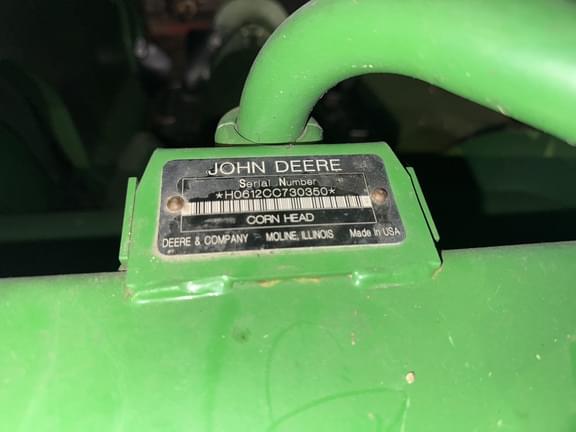 JOHN DEERE
Serial Number
*H0612CC730350*
CORN HEAD
DEERE & COMPANY MOLINE, ILLINOIS Made In USA